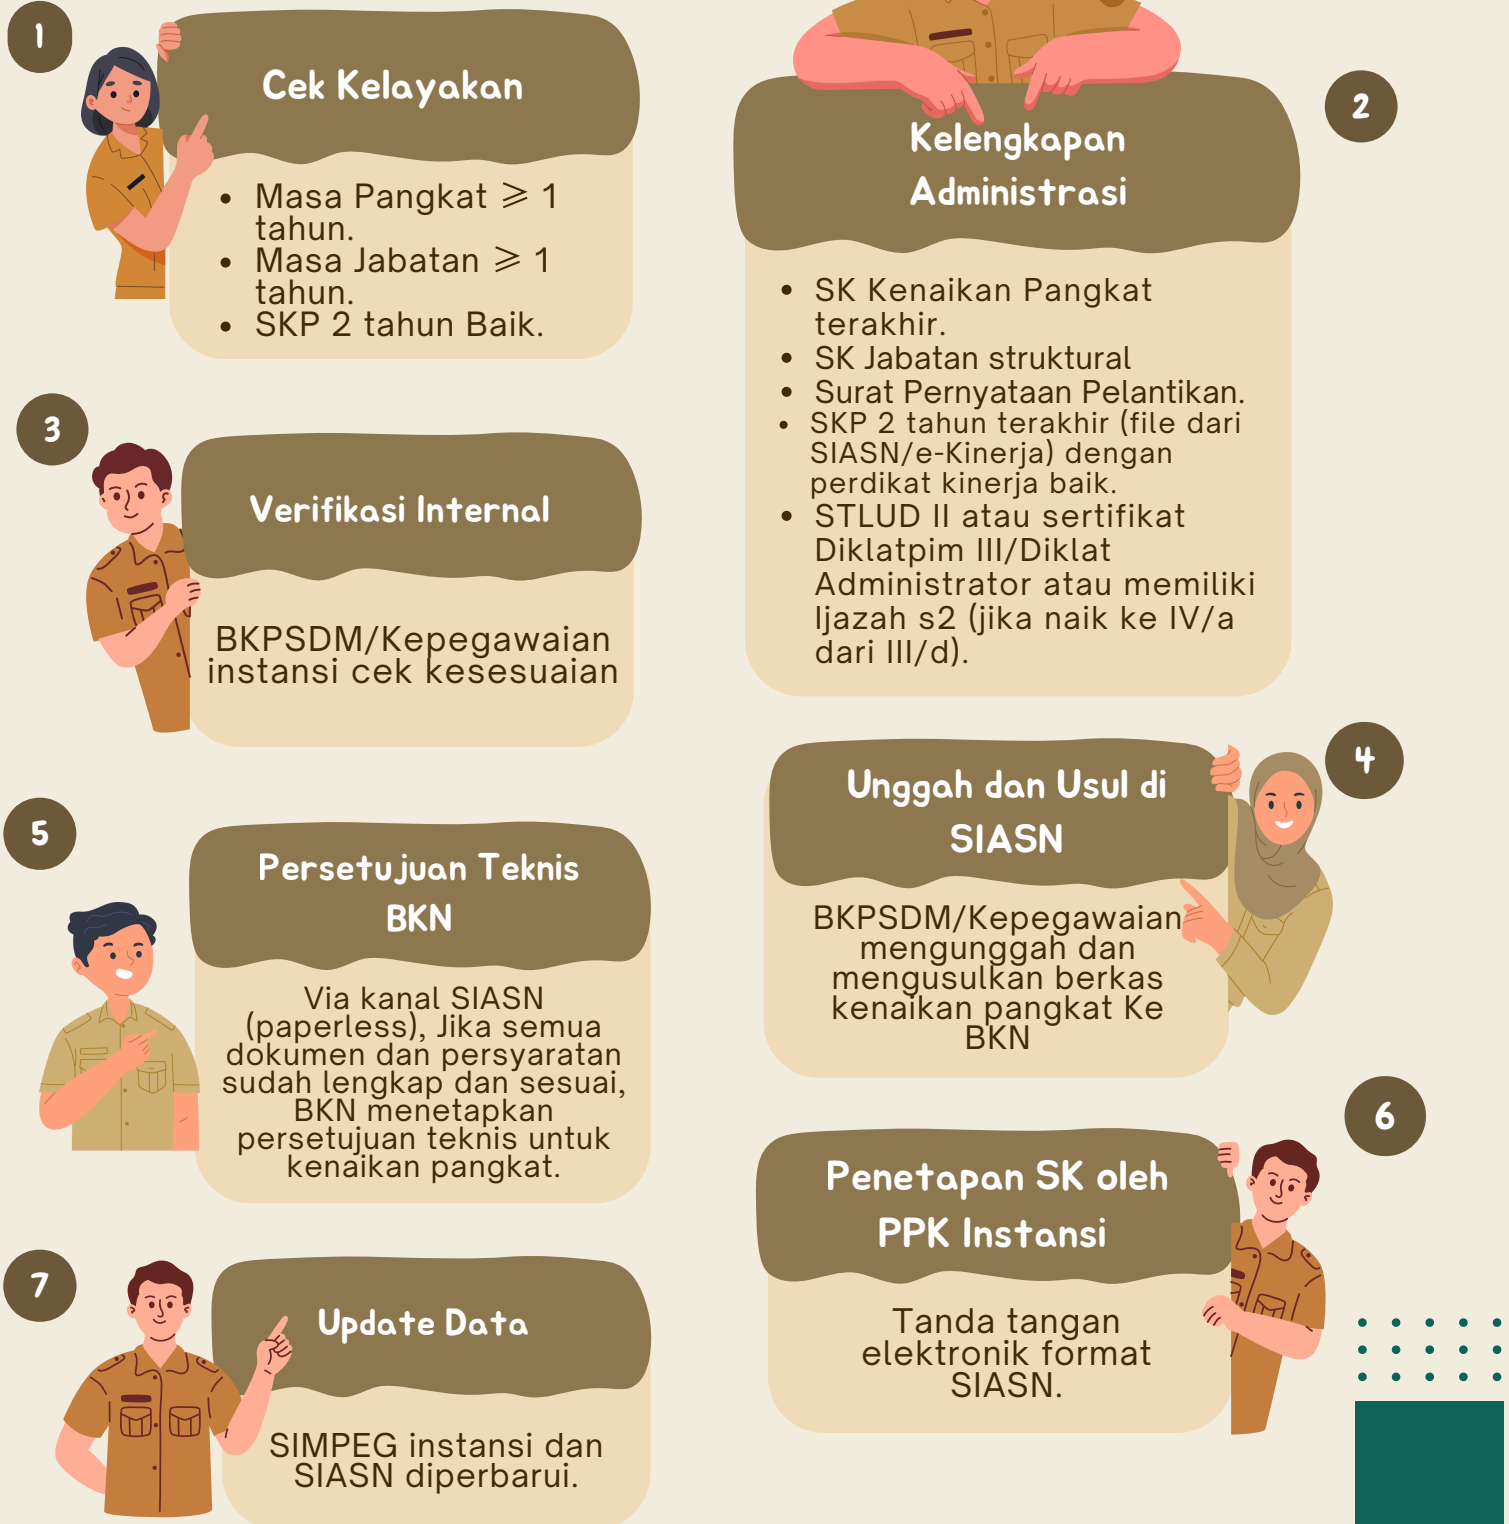 1
Cek Kelayakan
• Masa Pangkat ⩾ 1
tahun.
• Masa Jabatan ⩾ 1
tahun.
• SKP 2 tahun Baik.
2
Kelengkapan
Administrasi
• SK Kenaikan Pangkat
terakhir.
• SK Jabatan struktural
• Surat Pernyataan Pelantikan.
• SKP 2 tahun terakhir (file dari
SIASN/e-Kinerja) dengan
perdikat kinerja baik.
• STLUD II atau sertifikat
Diklatpim III/Diklat
Administrator atau memiliki
Ijazah s2 (jika naik ke IV/a
dari III/d).
3
Verifikasi Internal
BKPSDM/Kepegawaian
instansi cek kesesuaian
4
Unggah dan Usul di
SIASN
BKPSDM/Kepegawaian
mengunggah dan
mengusulkan berkas
kenaikan pangkat Ke
BKN
5
Persetujuan Teknis
BKN
Via kanal SIASN
(paperless), Jika semua
dokumen dan persyaratan
sudah lengkap dan sesuai,
BKN menetapkan
persetujuan teknis untuk
kenaikan pangkat.
6
Penetapan SK oleh
PPK Instansi
Tanda tangan
elektronik format
SIASN.
7
Update Data
SIMPEG instansi dan
SIASN diperbarui.